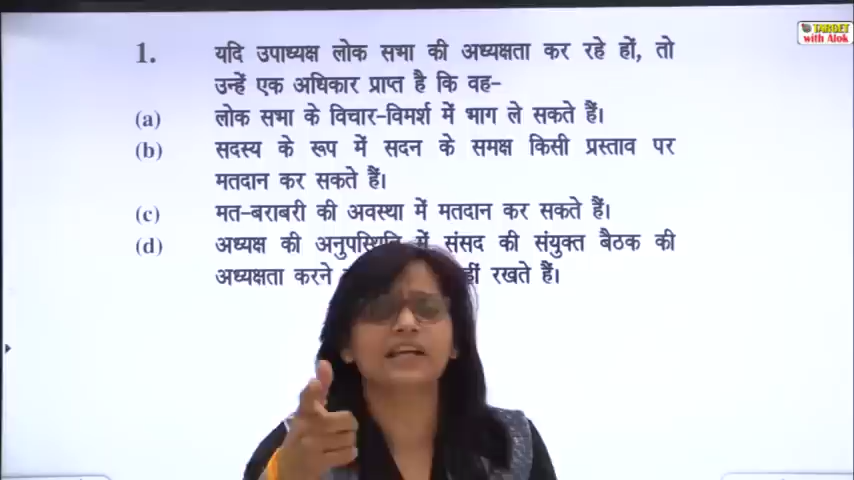 TARGET
with Alok
1. यदि उपाध्यक्ष लोक सभा की अध्यक्षता कर रहे हों, तो
उन्हें एक अधिकार प्राप्त है कि वह–
(a) लोक सभा के विचार-विमर्श में भाग ले सकते हैं।
(b) सदस्य के रूप में सदन के समक्ष किसी प्रस्ताव पर
मतदान कर सकते हैं।
(c) मत-बराबरी की अवस्था में मतदान कर सकते हैं।
(d) अध्यक्ष की अनुपस्थिति में संसद की संयुक्त बैठक की
अध्यक्षता करने रखते हैं।